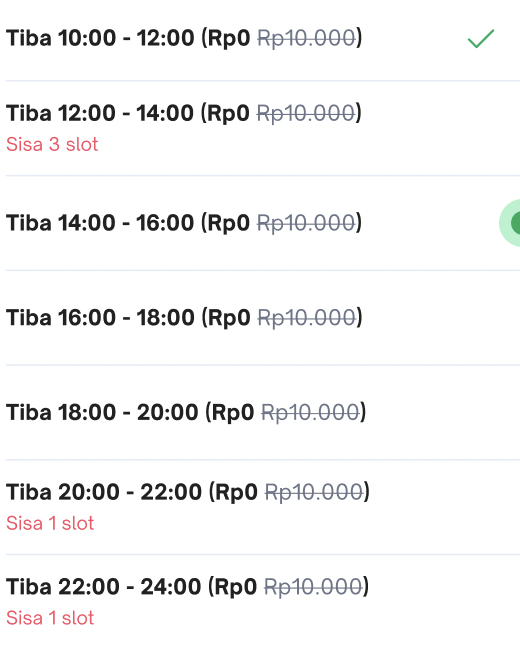 Tiba 10:00 - 12:00 (Rp0 Rp10.000)
Tiba 12:00 - 14:00 (Rp0 Rp10.000)
Sisa 3 slot
Tiba 14:00 - 16:00 (Rp0 Rp10.000)
Tiba 16:00 - 18:00 (Rp0 Rp10.000)
Tiba 18:00 - 20:00 (Rp0 Rp10.000)
Tiba 20:00 - 22:00 (Rp0 Rp10.000)
Sisa 1 slot
Tiba 22:00 - 24:00 (Rp0 Rp10.000)
Sisa 1 slot